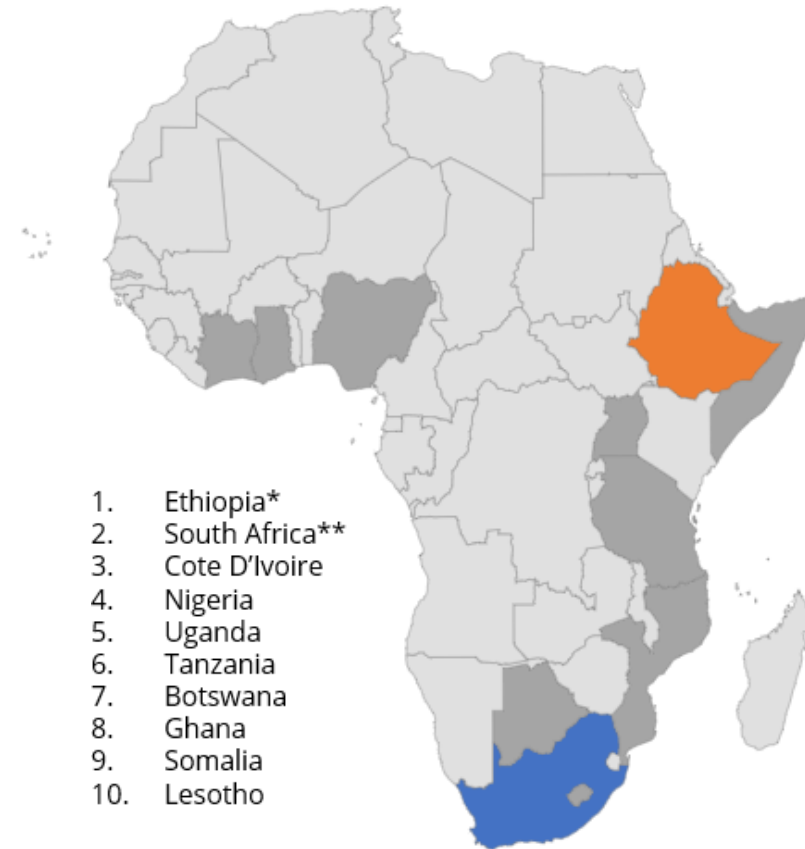 1. Ethiopia*
2. South Africa**
3. Cote D’Ivoire
4. Nigeria
5. Uganda
6. Tanzania
7. Botswana
8. Ghana
9. Somalia
10. Lesotho